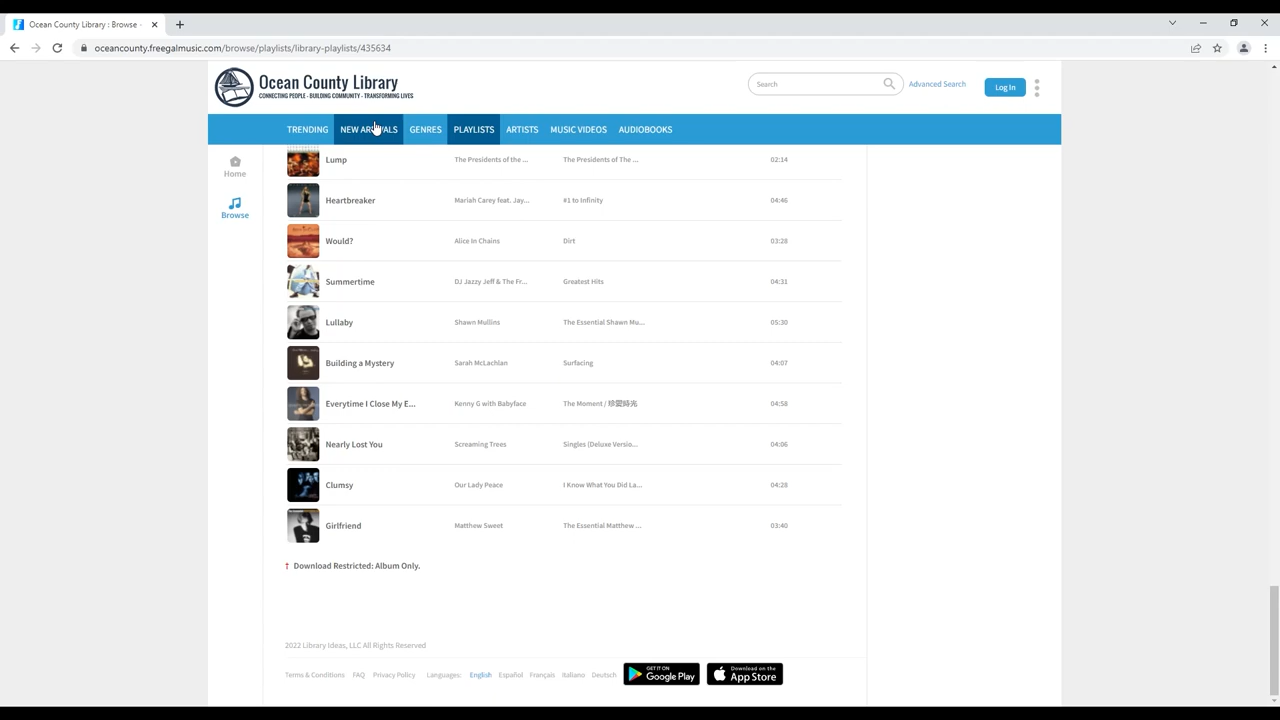 Ocean County Library : Browse -
oceancounty.freegalmusic.com/browse/playlists/library-playlists/435634
Ocean County Library
CONNECTING PEOPLE · BUILDING COMMUNITY · TRANSFORMING LIVES
Search
Advanced Search
Log In
TRENDING NEW ARRIVALS GENRES PLAYLISTS ARTISTS MUSIC VIDEOS AUDIOBOOKS
Home
Browse
Lump The Presidents of the ... The Presidents of The ... 02:14
Heartbreaker Mariah Carey feat. Jay... #1 to Infinity 04:46
Would? Alice In Chains Dirt 03:28
Summertime DJ Jazzy Jeff & The Fr... Greatest Hits 04:31
Lullaby Shawn Mullins The Essential Shawn Mu... 05:30
Building a Mystery Sarah McLachlan Surfacing 04:07
Everytime I Close My E... Kenny G with Babyface The Moment / 珍愛時光 04:58
Nearly Lost You Screaming Trees Singles (Deluxe Versio... 04:06
Clumsy Our Lady Peace I Know What You Did La... 04:28
Girlfriend Matthew Sweet The Essential Matthew ... 03:40
† Download Restricted: Album Only.
2022 Library Ideas, LLC All Rights Reserved
Terms & Conditions FAQ Privacy Policy Languages: English Español Français Italiano Deutsch
GET IT ON
Google Play
Download on the
App Store